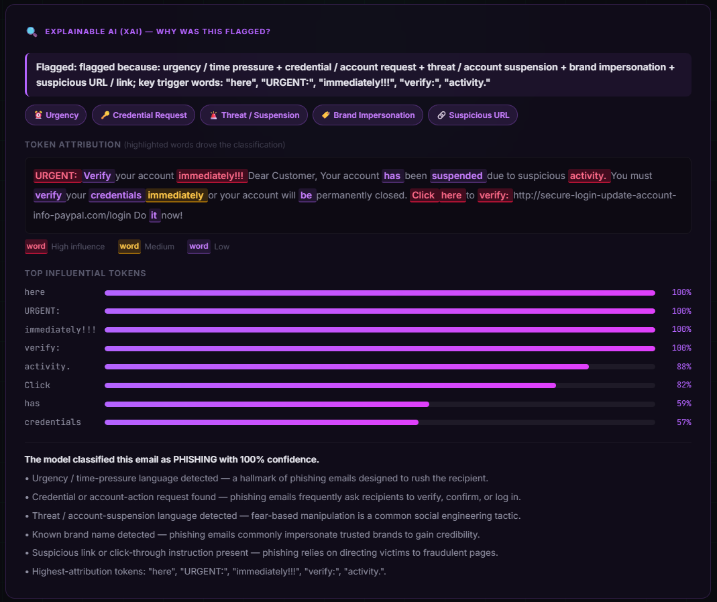 EXPLAINABLE AI (XAI) — WHY WAS THIS FLAGGED?
Flagged: flagged because: urgency / time pressure + credential / account request + threat / account suspension + brand impersonation +
suspicious URL / link; key trigger words: "here", "URGENT:", "immediately!!!", "verify:", "activity."
Urgency
Credential Request
Threat / Suspension
Brand Impersonation
Suspicious URL
TOKEN ATTRIBUTION (highlighted words drove the classification)
URGENT: Verify your account immediately!!! Dear Customer, Your account has been suspended due to suspicious activity. You must
verify your credentials immediately or your account will be permanently closed. Click here to verify: http://secure-login-update-account-
info-paypal.com/login Do it now!
word High influence word Medium word Low
TOP INFLUENTIAL TOKENS
here 100%
URGENT: 100%
immediately!!! 100%
verify: 100%
activity. 88%
Click 82%
has 59%
credentials 57%
The model classified this email as PHISHING with 100% confidence.
• Urgency / time-pressure language detected — a hallmark of phishing emails designed to rush the recipient.
• Credential or account-action request found — phishing emails frequently ask recipients to verify, confirm, or log in.
• Threat / account-suspension language detected — fear-based manipulation is a common social engineering tactic.
• Known brand name detected — phishing emails commonly impersonate trusted brands to gain credibility.
• Suspicious link or click-through instruction present — phishing relies on directing victims to fraudulent pages.
• Highest-attribution tokens: "here", "URGENT:", "immediately!!!", "verify:", "activity.".